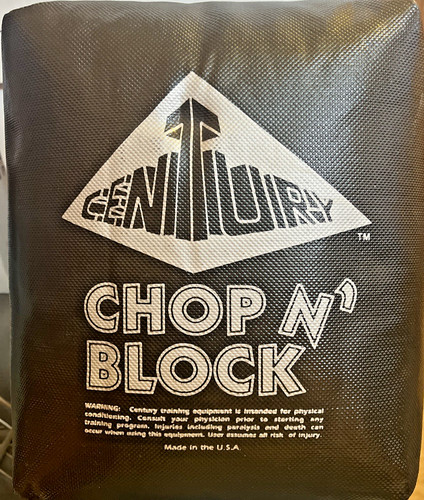 CENTURY
TM
CHOP N'
BLOCK
WARNING: Century training equipment is intended for physical
conditioning. Consult your physician prior to starting any
training program. Injuries including paralysis and death can
occur when using this equipment. User assumes all risk of injury.
Made in the U.S.A.